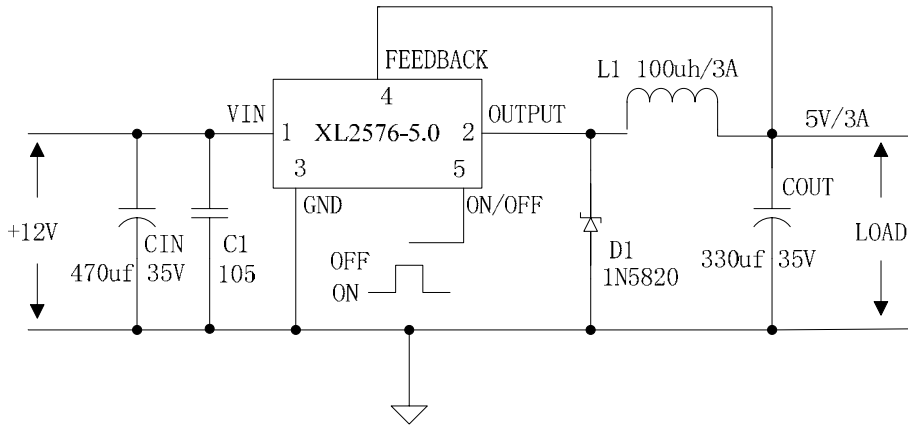 FEEDBACK
L1 100uh/3A
4
VIN
OUTPUT
5V/3A
1 XL2576-5.0 2
3 5
GND
ON/OFF
COUT
+12V
CIN
C1
OFF
D1
LOAD
470uf 35V
105
1N5820
330uf 35V
ON